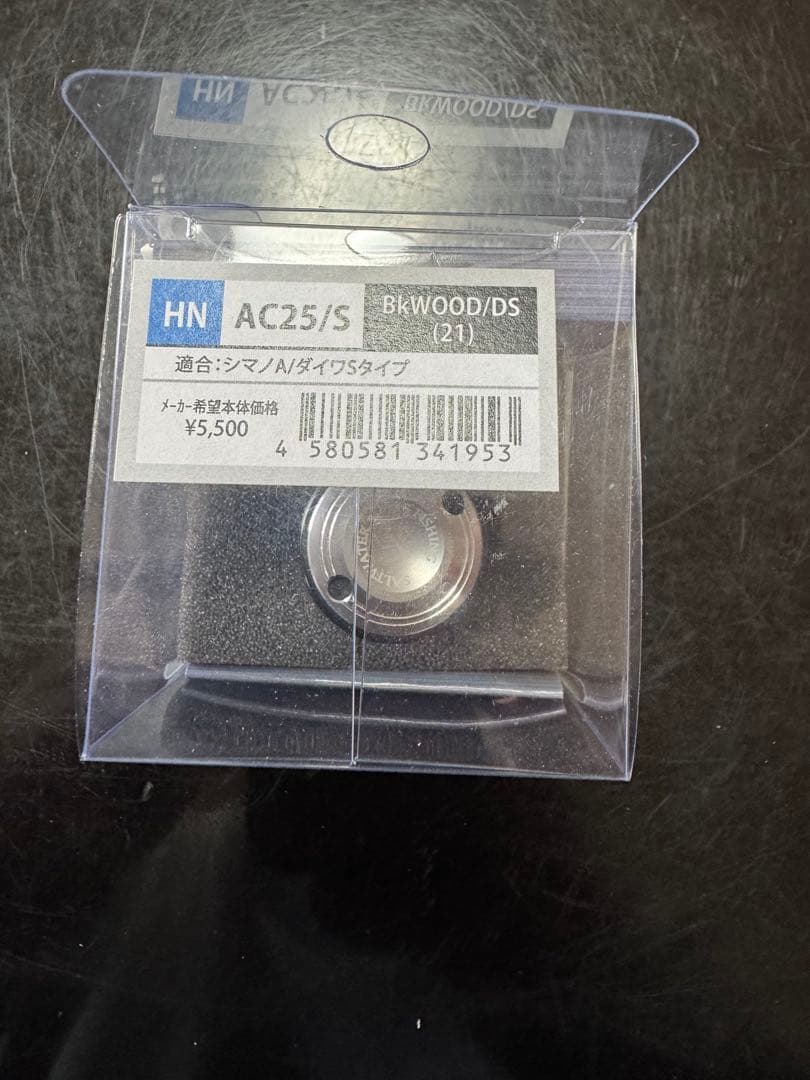 HN AC25/S BkWOOD/DS
(21)
適合：シマノA/ダイワSタイプ
メーカー希望本体価格
¥5,500
4 580581 341953